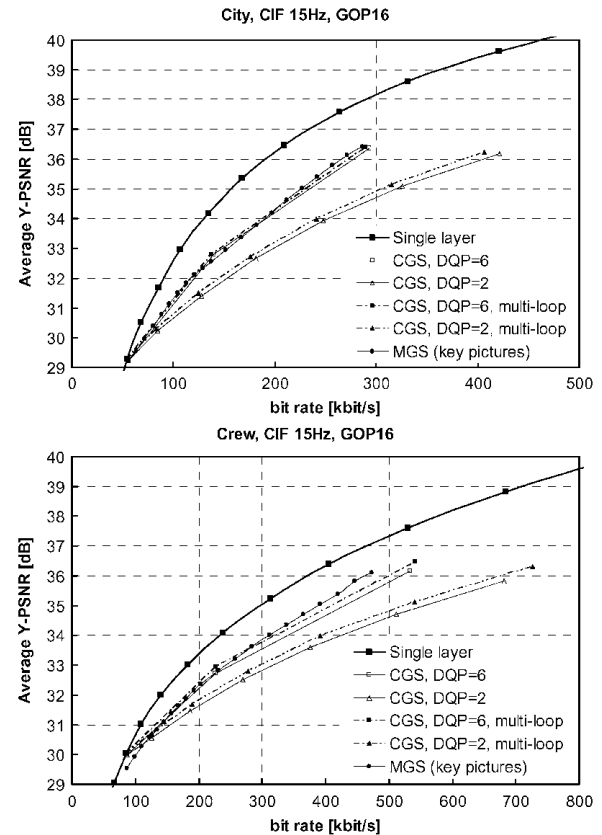 City, CIF 15Hz, GOP16
Average Y-PSNR [dB]
40
39
38
37
36
35
34
33
32
31
30
29
Single layer
CGS, DQP=6
CGS, DQP=2
CGS, DQP=6, multi-loop
CGS, DQP=2, multi-loop
MGS (key pictures)
0 100 200 300 400 500
bit rate [kbit/s]
Crew, CIF 15Hz, GOP16
Average Y-PSNR [dB]
40
39
38
37
36
35
34
33
32
31
30
29
Single layer
CGS, DQP=6
CGS, DQP=2
CGS, DQP=6, multi-loop
CGS, DQP=2, multi-loop
MGS (key pictures)
0 100 200 300 400 500 600 700 800
bit rate [kbit/s]